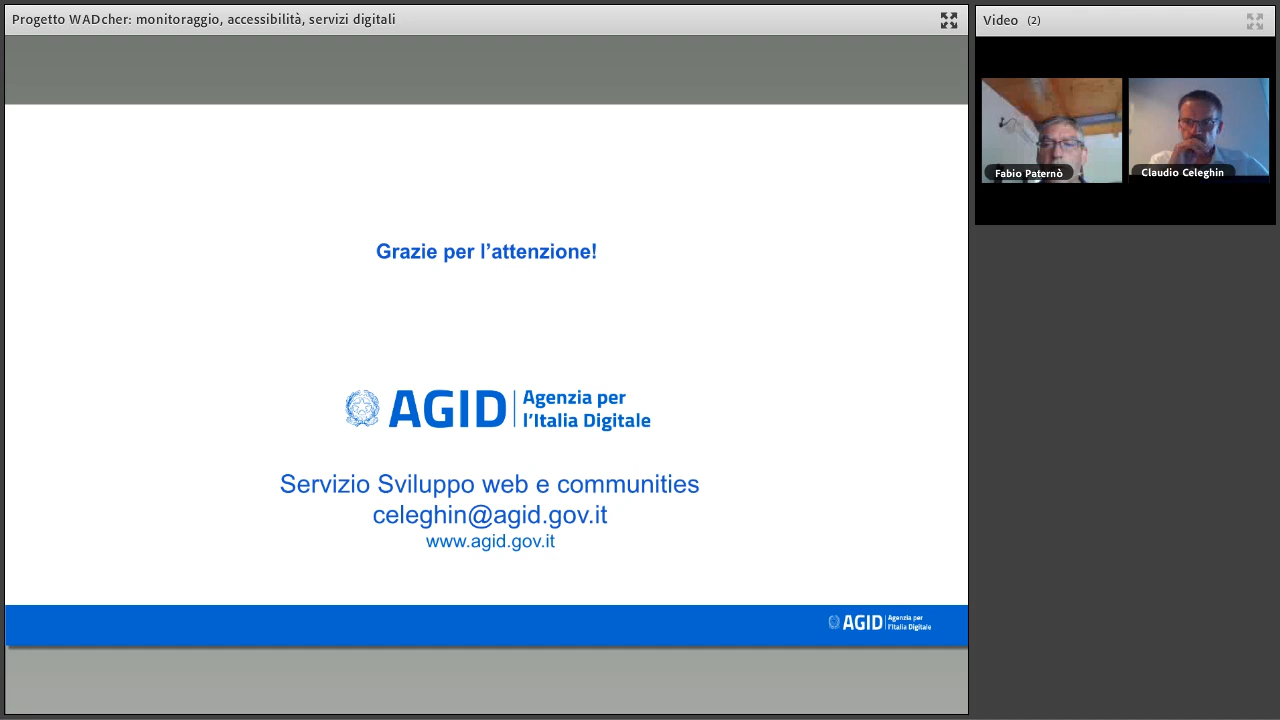 Progetto WADcher: monitoraggio, accessibilità, servizi digitali
Video (2)
Fabio Paternò
Claudio Celeghin
Grazie per l’attenzione!
AGID
Agenzia per
l’Italia Digitale
Servizio Sviluppo web e communities
celeghin@agid.gov.it
www.agid.gov.it
AGID
Agenzia per
l’Italia Digitale